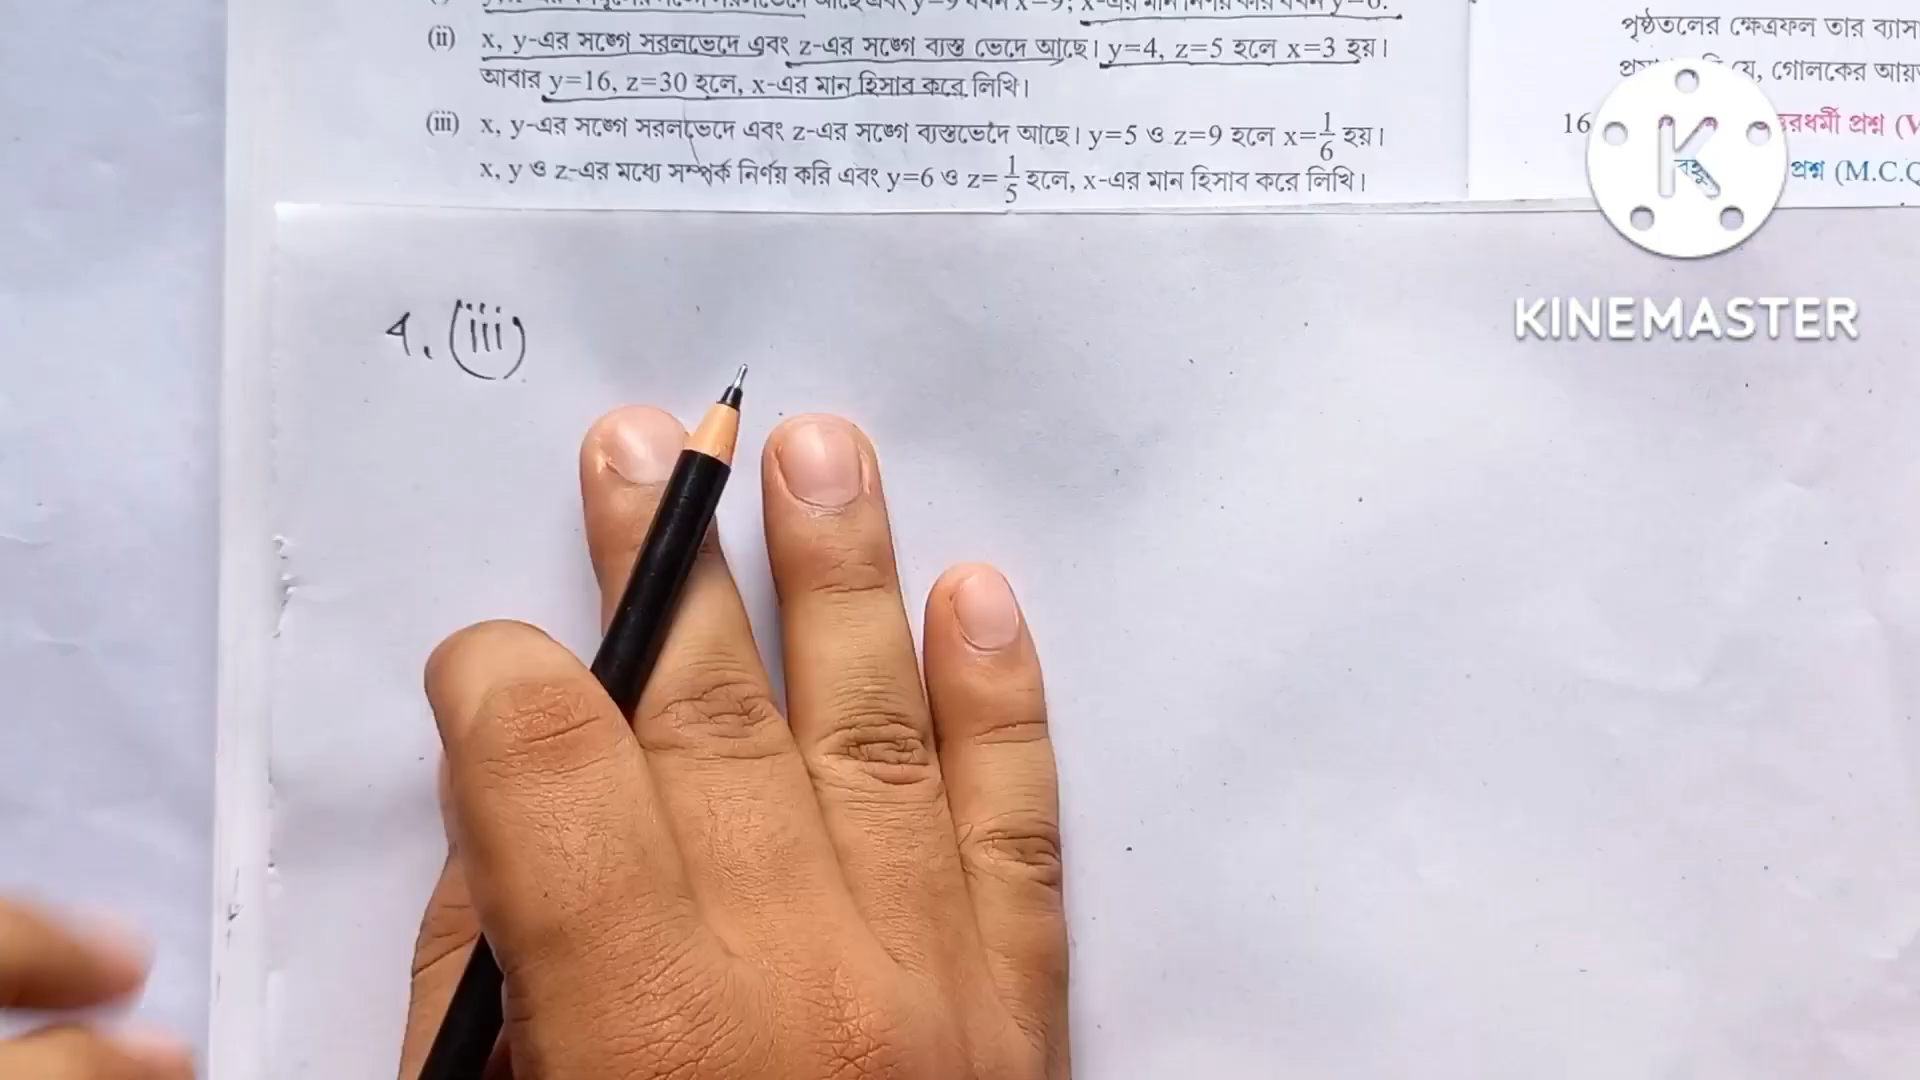 (ii) x, y-এর সঙ্গে সরলভেদে এবং z-এর সঙ্গে ব্যস্ত ভেদে আছে। y=4, z=5 হলে x=3 হয়।
আবার y=16, z=30 হলে, x-এর মান হিসাব করে লিখি।
(iii) x, y-এর সঙ্গে সরলভেদে এবং z-এর সঙ্গে ব্যস্তভেদে আছে। y=5 ও z=9 হলে x=1/6 হয়।
x, y ও z-এর মধ্যে সম্পর্ক নির্ণয় করি এবং y=6 ও z=1/5 হলে, x-এর মান হিসাব করে লিখি।
পৃষ্ঠতলের ক্ষেত্রফল তার
যে, গোলকের
16
প্রশ্ন
প্রশ্ন (M.C.Q
K
KINEMASTER
4. (iii)